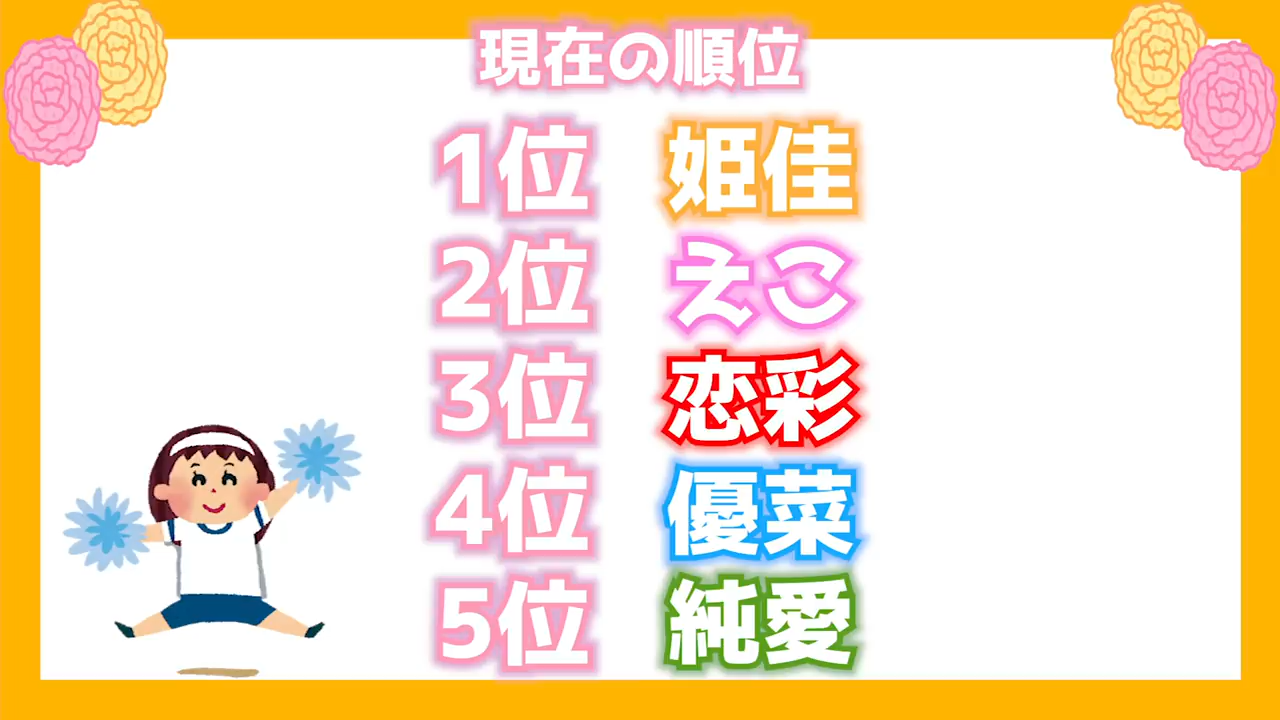 現在の順位
1位 姫佳
2位 えこ
3位 恋彩
4位 優菜
5位 純愛